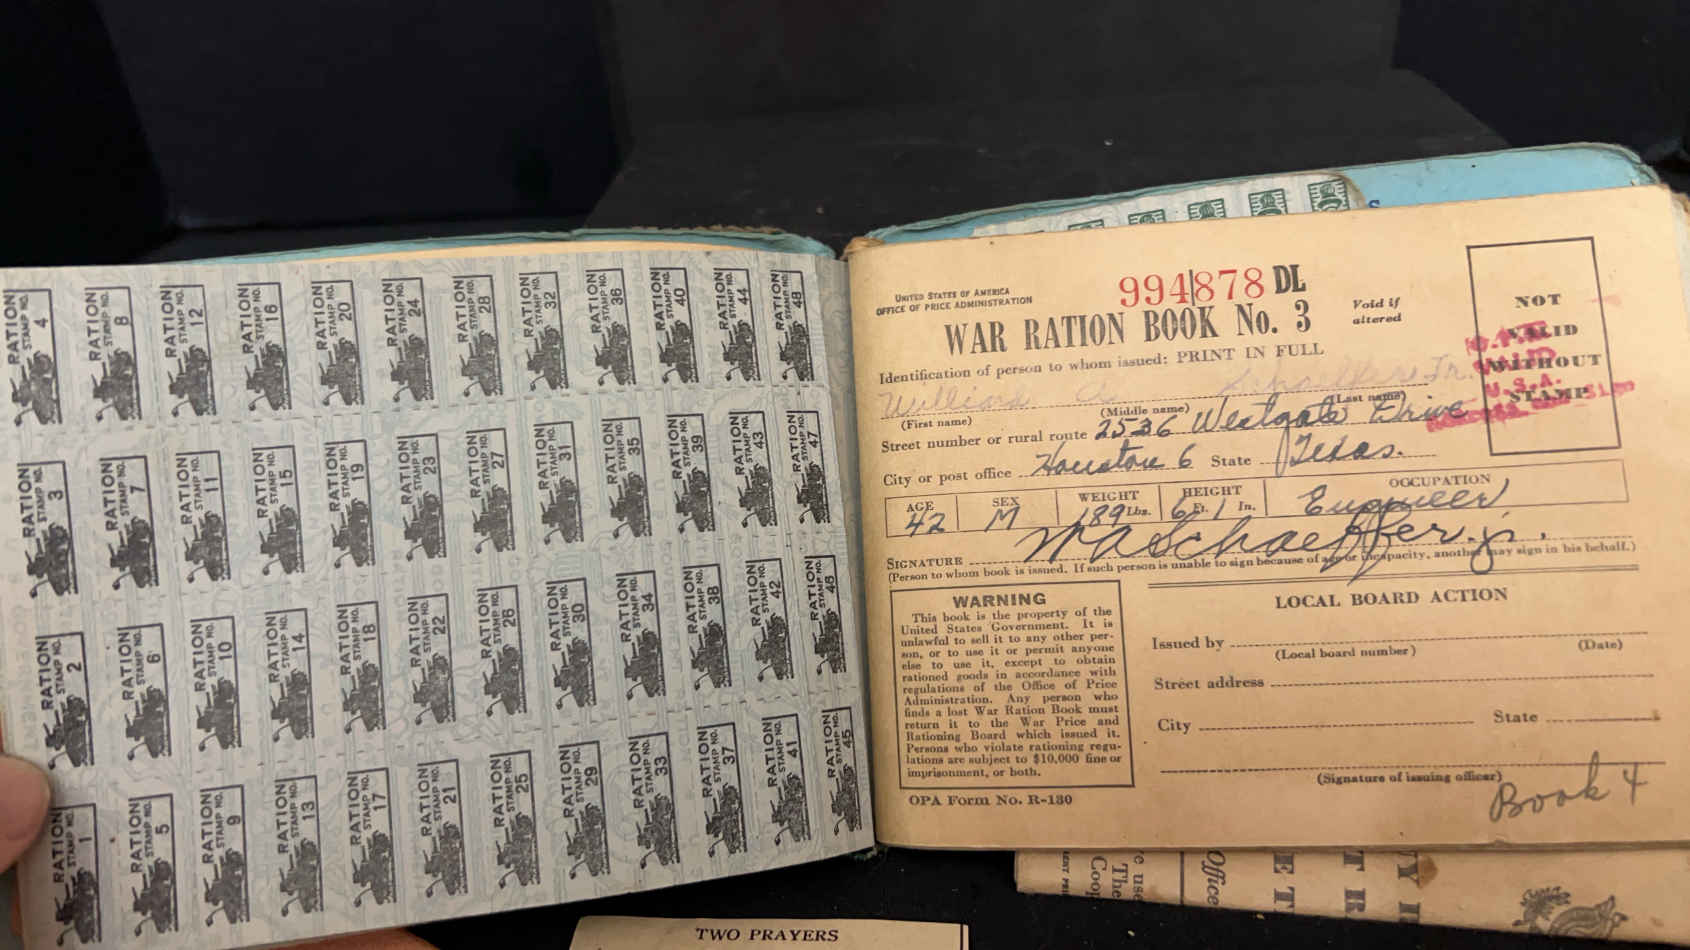 RATION STAMP NO. 4
RATION STAMP NO. 8
RATION STAMP NO. 12
RATION STAMP NO. 16
RATION STAMP NO. 20
RATION STAMP NO. 24
RATION STAMP NO. 28
RATION STAMP NO. 32
RATION STAMP NO. 36
RATION STAMP NO. 40
RATION STAMP NO. 44
RATION STAMP NO. 48
RATION STAMP NO. 3
RATION STAMP NO. 7
RATION STAMP NO. 11
RATION STAMP NO. 15
RATION STAMP NO. 19
RATION STAMP NO. 23
RATION STAMP NO. 27
RATION STAMP NO. 31
RATION STAMP NO. 35
RATION STAMP NO. 39
RATION STAMP NO. 43
RATION STAMP NO. 47
RATION STAMP NO. 2
RATION STAMP NO. 6
RATION STAMP NO. 10
RATION STAMP NO. 14
RATION STAMP NO. 18
RATION STAMP NO. 22
RATION STAMP NO. 26
RATION STAMP NO. 30
RATION STAMP NO. 34
RATION STAMP NO. 38
RATION STAMP NO. 42
RATION STAMP NO. 46
RATION STAMP NO. 1
RATION STAMP NO. 5
RATION STAMP NO. 9
RATION STAMP NO. 13
RATION STAMP NO. 17
RATION STAMP NO. 21
RATION STAMP NO. 25
RATION STAMP NO. 29
RATION STAMP NO. 33
RATION STAMP NO. 37
RATION STAMP NO. 41
RATION STAMP NO. 45
UNITED STATES OF AMERICA
OFFICE OF PRICE ADMINISTRATION
994878 DL
WAR RATION BOOK No. 3
Void if
altered
NOT
VALID
WITHOUT
STAMP
U.S.A.
Identification of person to whom issued: PRINT IN FULL
William A Schaeffer Jr.
(First name) (Middle name) (Last name)
Street number or rural route 2536 Westgate Drive
City or post office Houston 6 State Texas.
AGE SEX WEIGHT HEIGHT OCCUPATION
42 M 189 Lbs. 6 Ft. 1 In. Engineer
SIGNATURE W A Schaeffer. jr.
(Person to whom book is issued. If such person is unable to sign because of age or incapacity, another may sign in his behalf.)
WARNING
This book is the property of the
United States Government. It is
unlawful to sell it to any other per-
son, or to use it or permit anyone
else to use it, except to obtain
rationed goods in accordance with
regulations of the Office of Price
Administration. Any person who
finds a lost War Ration Book must
return it to the War Price and
Rationing Board which issued it.
Persons who violate rationing regu-
lations are subject to $10,000 fine or
imprisonment, or both.
OPA Form No. R-130
LOCAL BOARD ACTION
Issued by
(Local board number) (Date)
Street address
City State
(Signature of issuing officer)
Book 4
Office
TWO PRAYERS